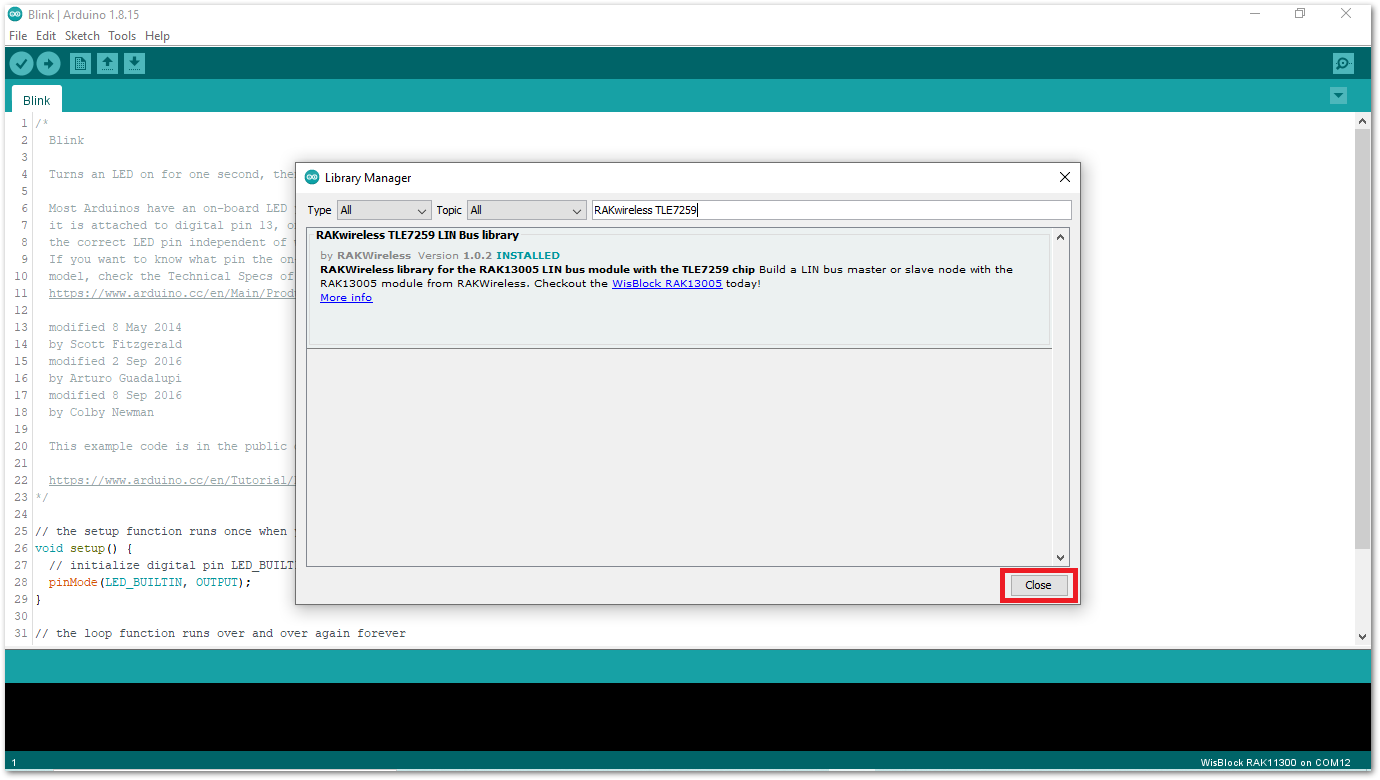 Blink | Arduino 1.8.15
File Edit Sketch Tools Help
Blink
1 /*
2 Blink
3
4 Turns an LED on for one second, the
5
6 Most Arduinos have an on-board LED
7 it is attached to digital pin 13, o
8 the correct LED pin independent of
9 If you want to know what pin the on-
10 model, check the Technical Specs of
11 https://www.arduino.cc/en/Main/Prod
12
13 modified 8 May 2014
14 by Scott Fitzgerald
15 modified 2 Sep 2016
16 by Arturo Guadalupi
17 modified 8 Sep 2016
18 by Colby Newman
19
20 This example code is in the public
21
22 https://www.arduino.cc/en/Tutorial/
23 */
24
25 // the setup function runs once when
26 void setup() {
27 // initialize digital pin LED_BUILT
28 pinMode(LED_BUILTIN, OUTPUT);
29 }
30
31 // the loop function runs over and over again forever
Library Manager
Type All Topic All RAKwireless TLE7259
RAKwireless TLE7259 LIN Bus library
by RAKWireless Version 1.0.2 INSTALLED
RAKWireless library for the RAK13005 LIN bus module with the TLE7259 chip Build a LIN bus master or slave node with the
RAK13005 module from RAKWireless. Checkout the WisBlock RAK13005 today!
More info
Close
1 WisBlock RAK11300 on COM12